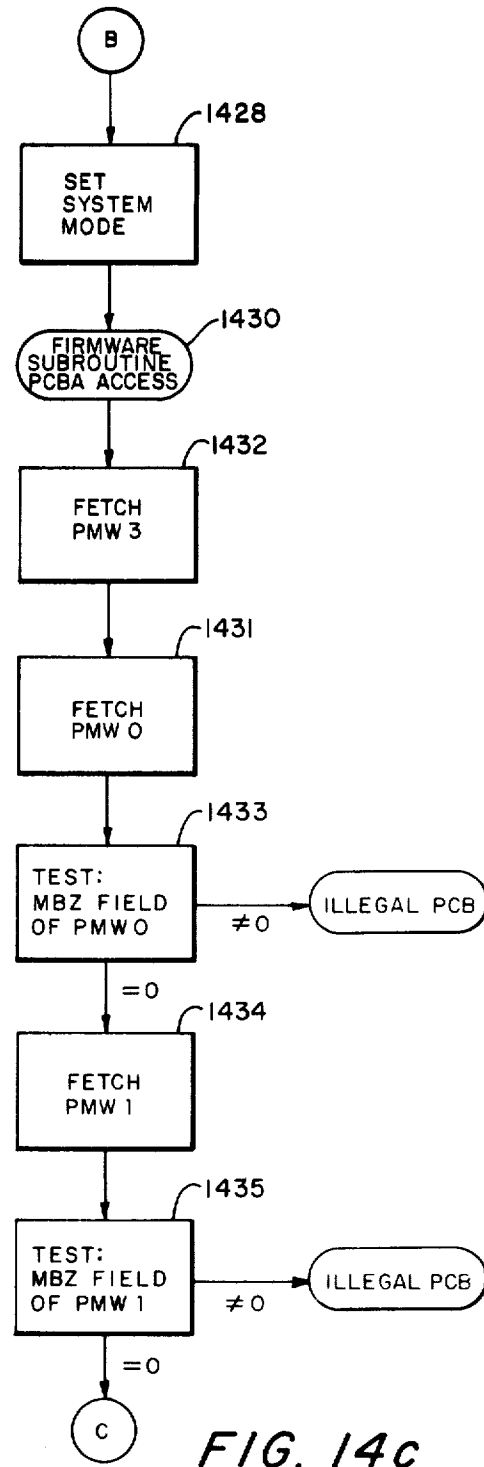 B
1428
SET
SYSTEM
MODE
1430
FIRMWARE
SUBROUTINE
PCBA ACCESS
1432
FETCH
PMW 3
1431
FETCH
PMW 0
1433
TEST:
MBZ FIELD
OF PMW 0
≠0
ILLEGAL PCB
=0
1434
FETCH
PMW 1
1435
TEST:
MBZ FIELD
OF PMW 1
≠0
ILLEGAL PCB
=0
C
FIG. 14c